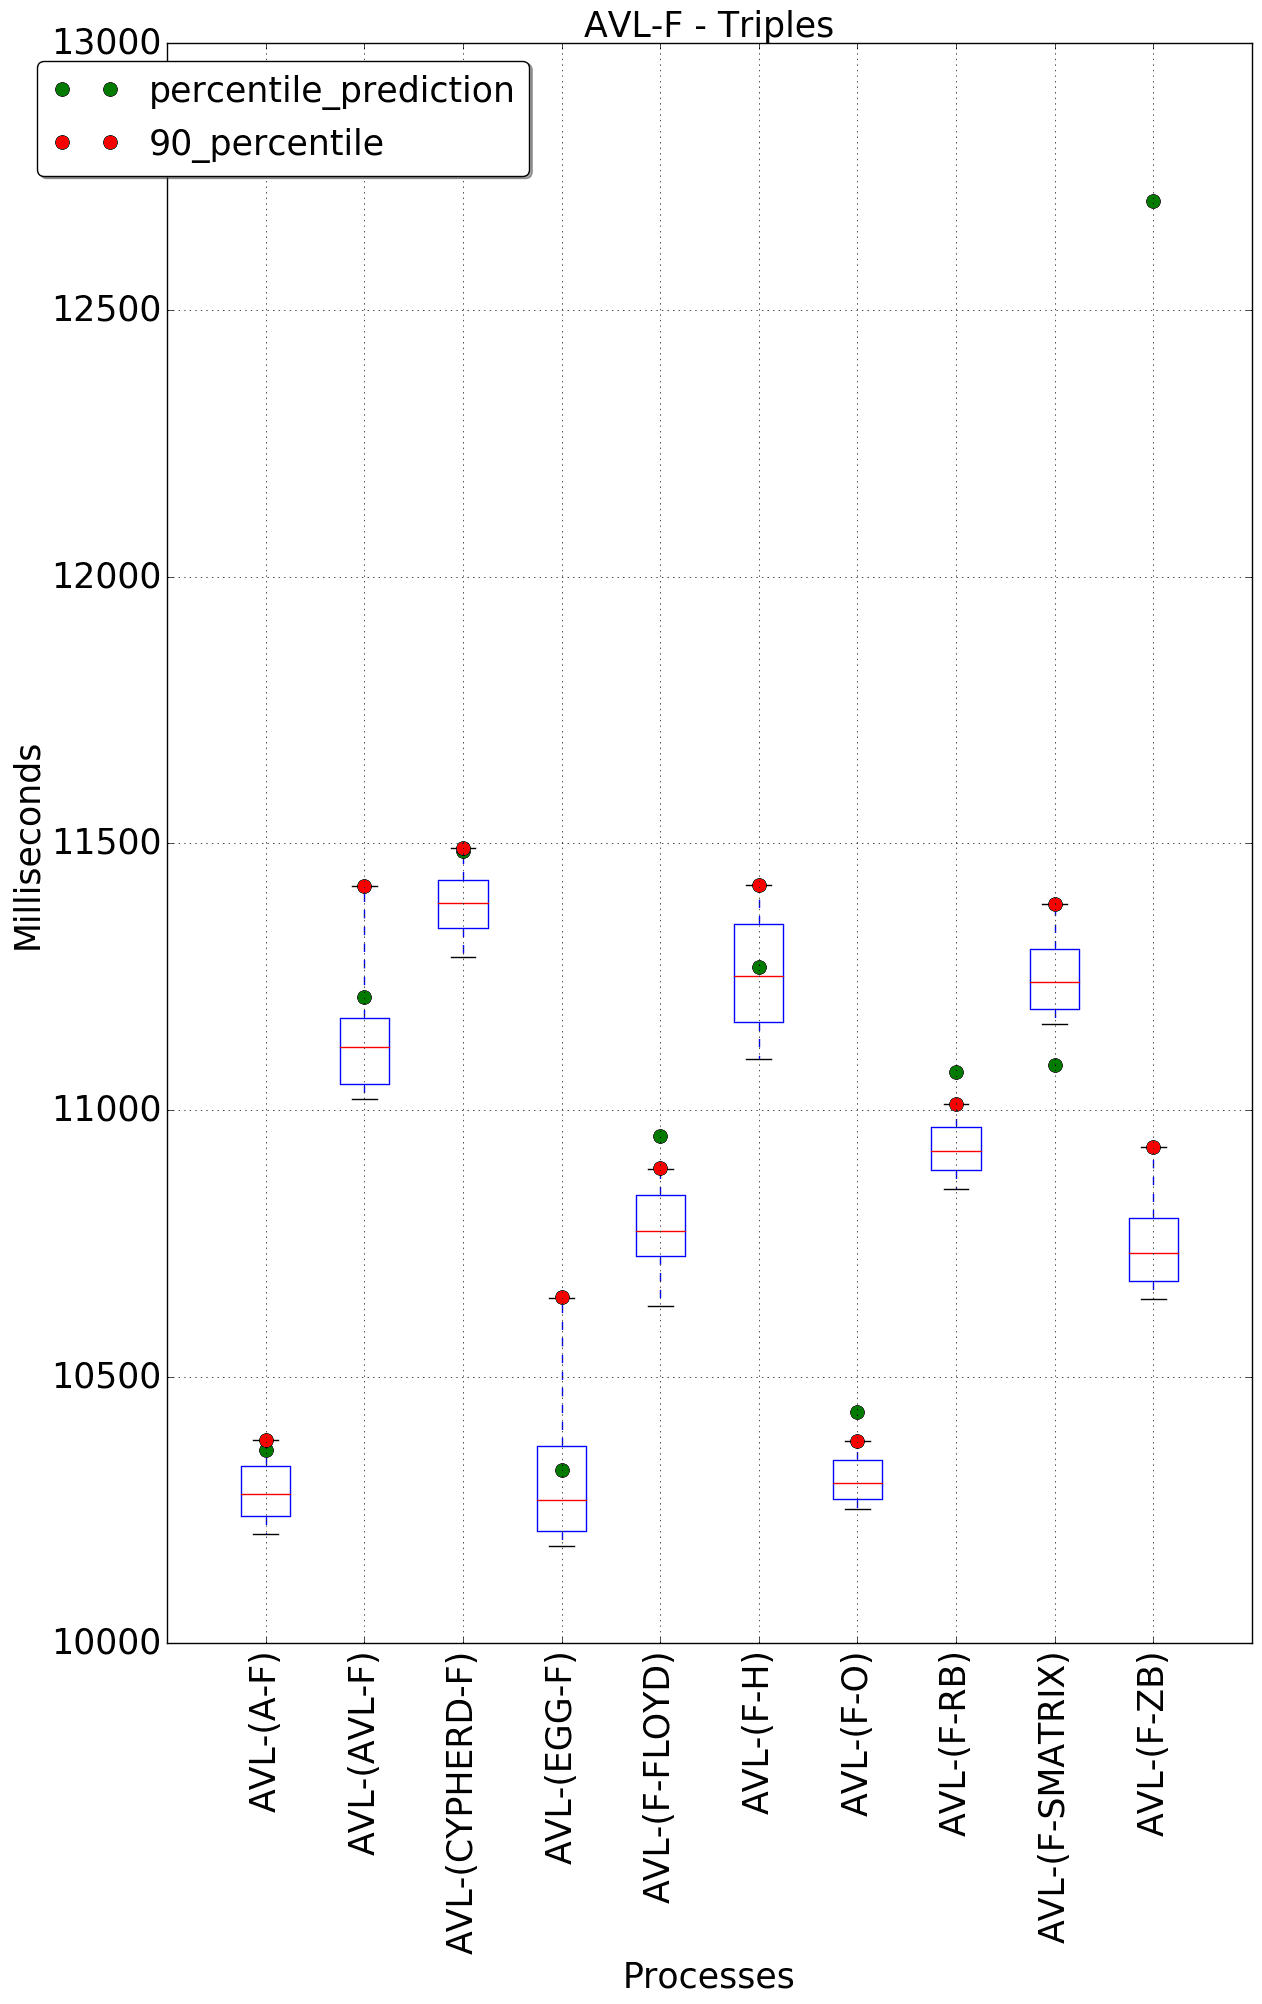 AVL-F - Triples
percentile_prediction
90_percentile
Milliseconds
13000
12500
12000
11500
11000
10500
10000
AVL-(A-F)
AVL-(AVL-F)
AVL-(CYPHERD-F)
AVL-(EGG-F)
AVL-(F-FLOYD)
AVL-(F-H)
AVL-(F-O)
AVL-(F-RB)
AVL-(F-SMATRIX)
AVL-(F-ZB)
Processes